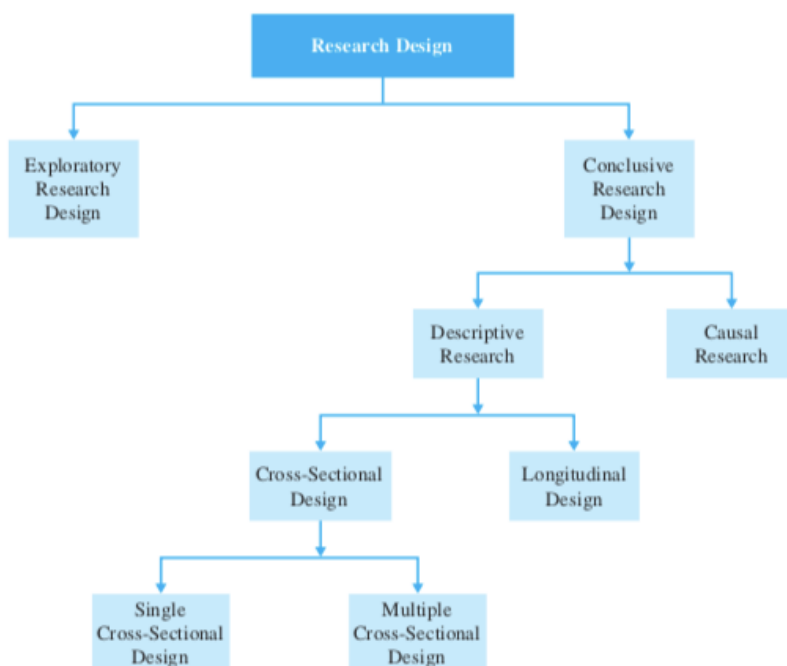 Research Design
Exploratory
Research
Design
Conclusive
Research
Design
Descriptive
Research
Causal
Research
Cross-Sectional
Design
Longitudinal
Design
Single
Cross-Sectional
Design
Multiple
Cross-Sectional
Design